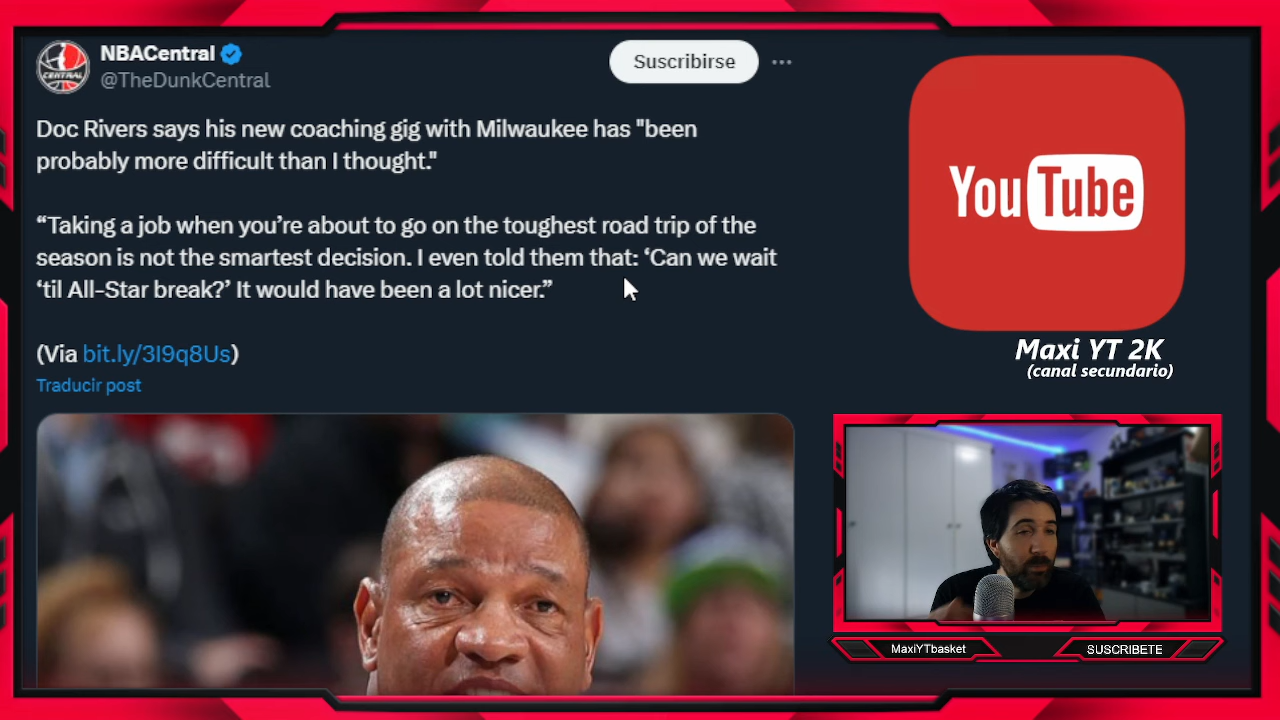 NBACentral
@TheDunkCentral
Suscribirse
Doc Rivers says his new coaching gig with Milwaukee has "been
probably more difficult than I thought."
“Taking a job when you’re about to go on the toughest road trip of the
season is not the smartest decision. I even told them that: ‘Can we wait
‘til All-Star break?’ It would have been a lot nicer.”
(Via bit.ly/3I9q8Us)
Traducir post
YouTube
Maxi YT 2K
(canal secundario)
MaxiYTbasket
SUSCRIBETE
CENTRAL